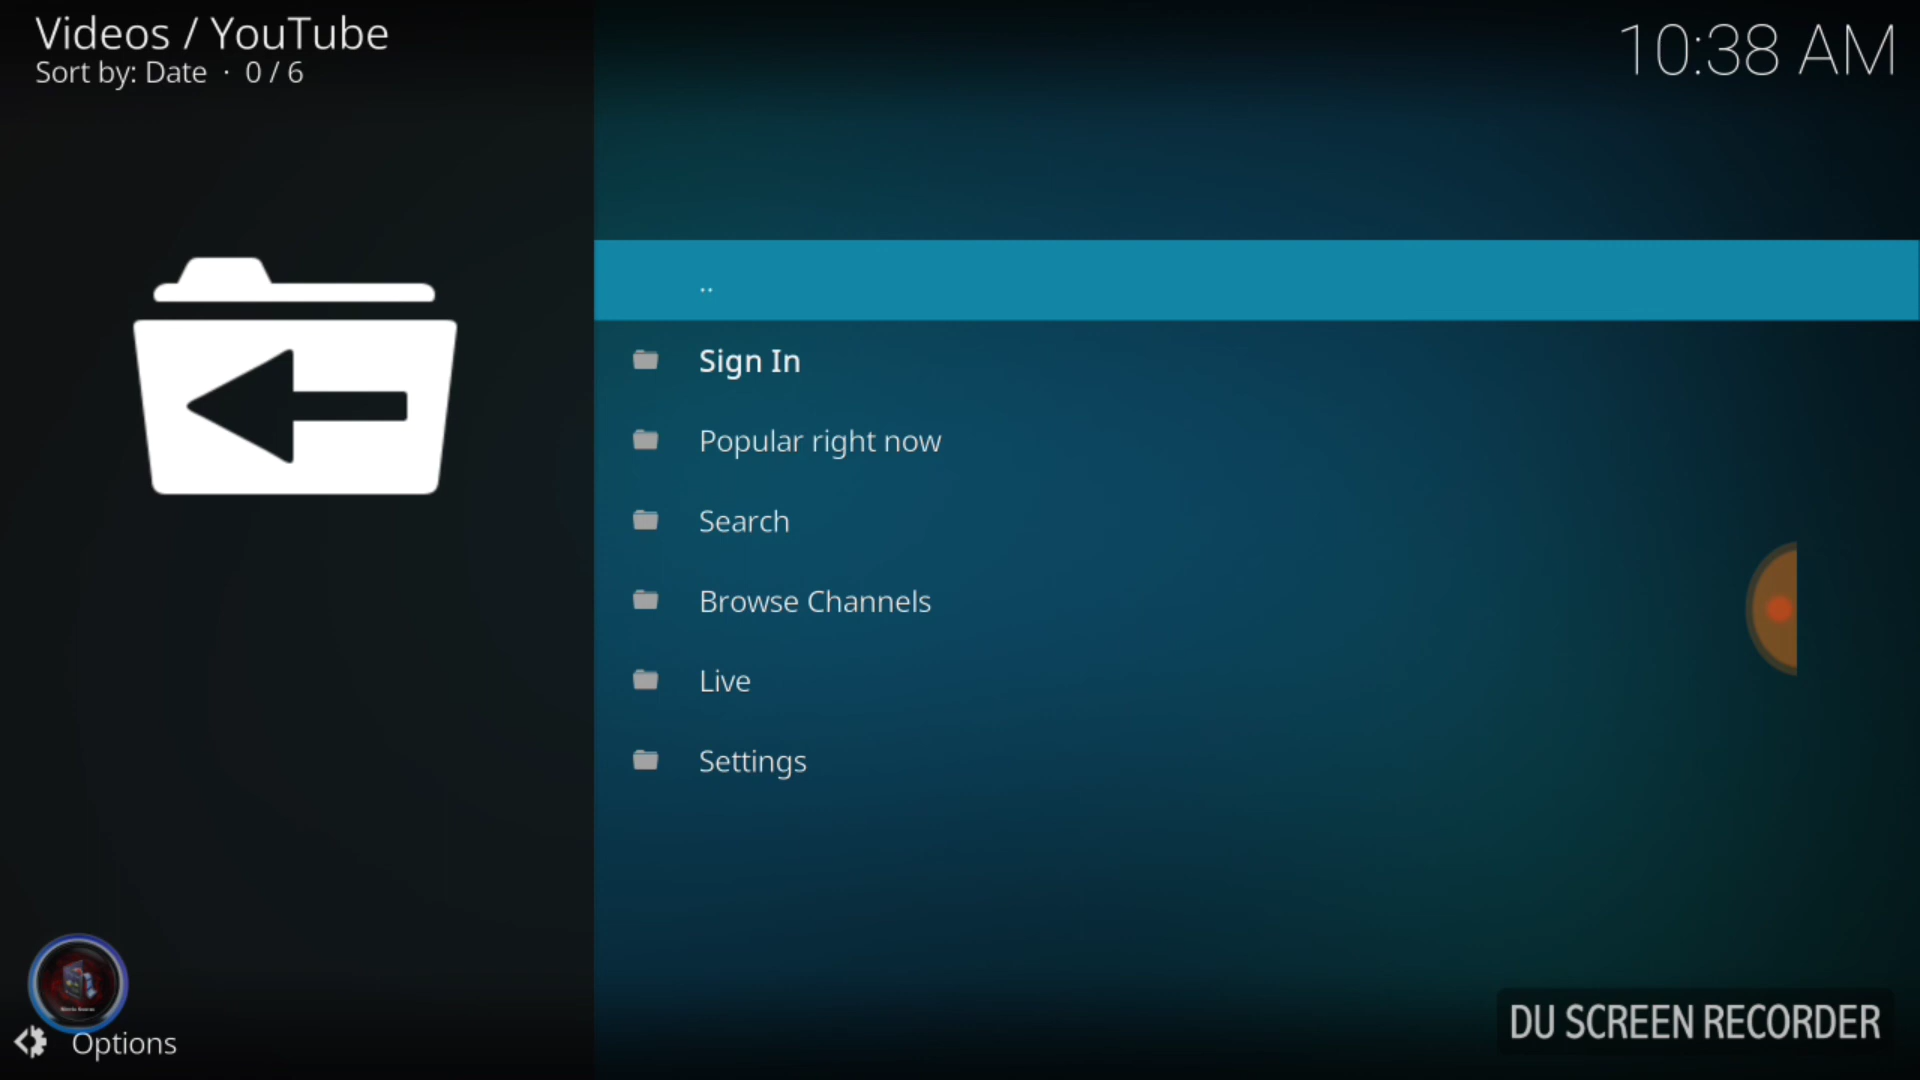 Videos / YouTube
Sort by: Date · 0 / 6
10:38 AM
..
Sign In
Popular right now
Search
Browse Channels
Live
Settings
Options
DU SCREEN RECORDER